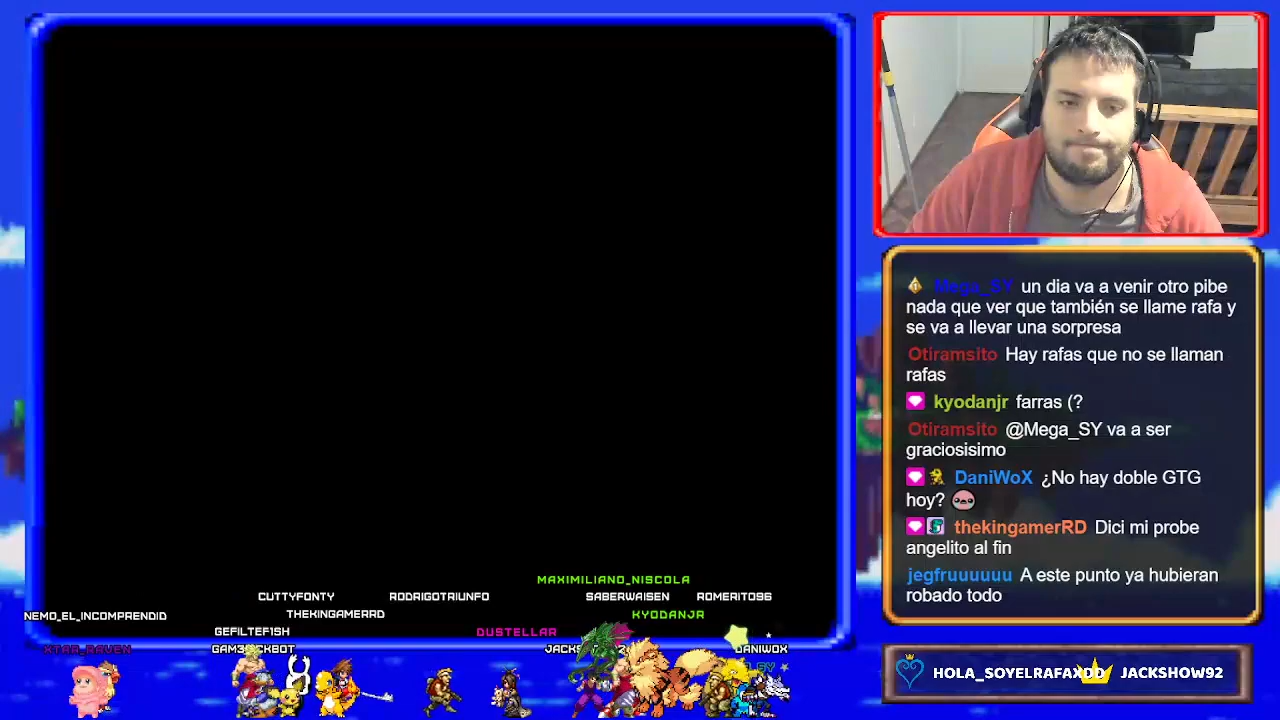 Mega_SY un dia va a venir otro pibe
nada que ver que también se llame rafa y
se va a llevar una sorpresa
Otiramsito Hay rafas que no se llaman
rafas
kyodanjr farras (?
Otiramsito @Mega_SY va a ser
graciosisimo
DaniWoX ¿No hay doble GTG
hoy?
thekingamerRD Dici mi probe
angelito al fin
jegfruuuuuu A este punto ya hubieran
robado todo
MAXIMILIANO_NISCOLA
CUTTYFONTY RODRIGOTRIUNFO SABERWAISEN ROMERITO96
NEMO_EL_INCOMPRENDID THEKINGAMERRD KYODANJR
GEFILTEF1SH DUSTELLAR
XTAR_RAVEN DANIWOX
HOLA_SOYELRAFAXDD JACKSHOW92